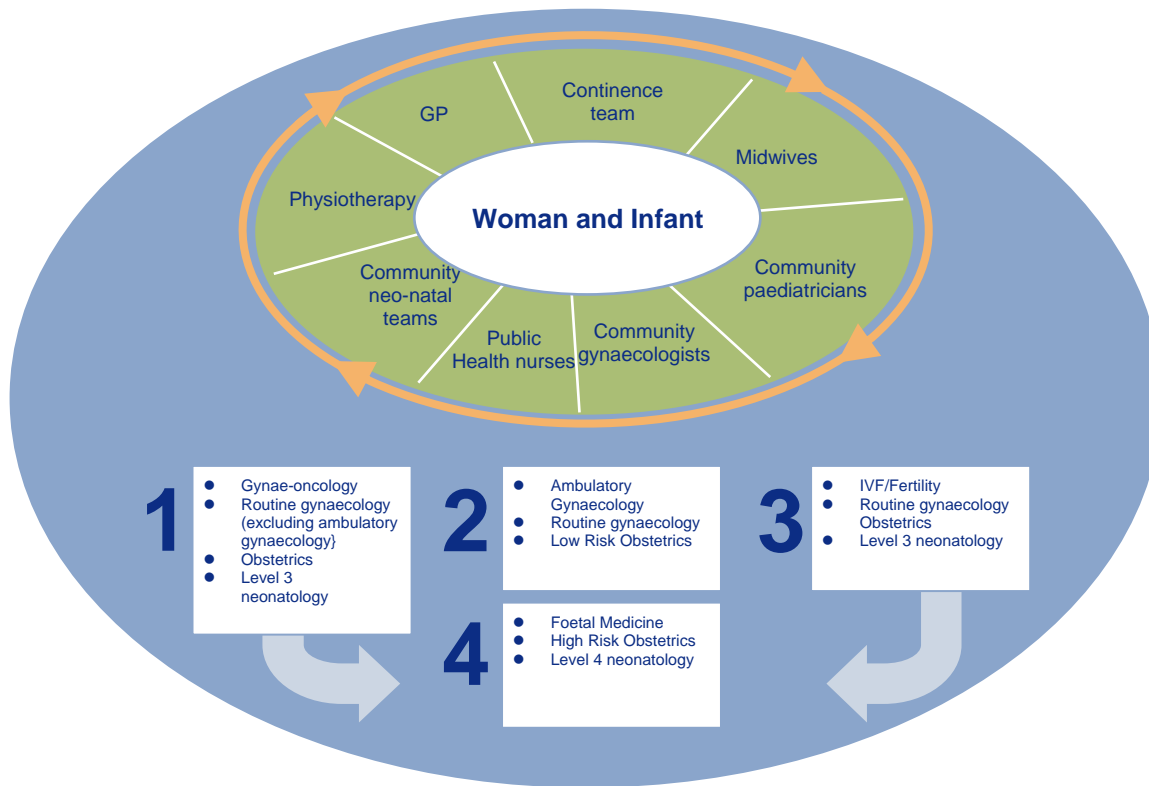 Continence
team
GP
Midwives
Physiotherapy
Woman and Infant
Community
paediatricians
Community
neo-natal
teams
Public
Health nurses
Community
gynaecologists
1
● Gynae-oncology
● Routine gynaecology
(excluding ambulatory
gynaecology}
● Obstetrics
● Level 3
neonatology
2
● Ambulatory
Gynaecology
● Routine gynaecology
● Low Risk Obstetrics
3
● IVF/Fertility
● Routine gynaecology
Obstetrics
● Level 3 neonatology
4
● Foetal Medicine
● High Risk Obstetrics
● Level 4 neonatology